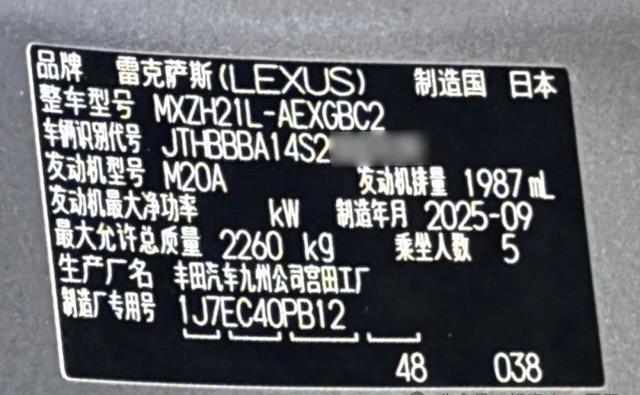 品牌 雷克萨斯(LEXUS) 制造国 日本
整车型号 MXZH21L-AEXGBC2
车辆识别代号 JTHBBBA14S2
发动机型号 M20A 发动机排量 1987 mL
发动机最大净功率 kW 制造年月 2025-09
最大允许总质量 2260 kg 乘坐人数 5
生产厂名 丰田汽车九州公司宫田工厂
制造厂专用号 1J7EC40PB12
48 038